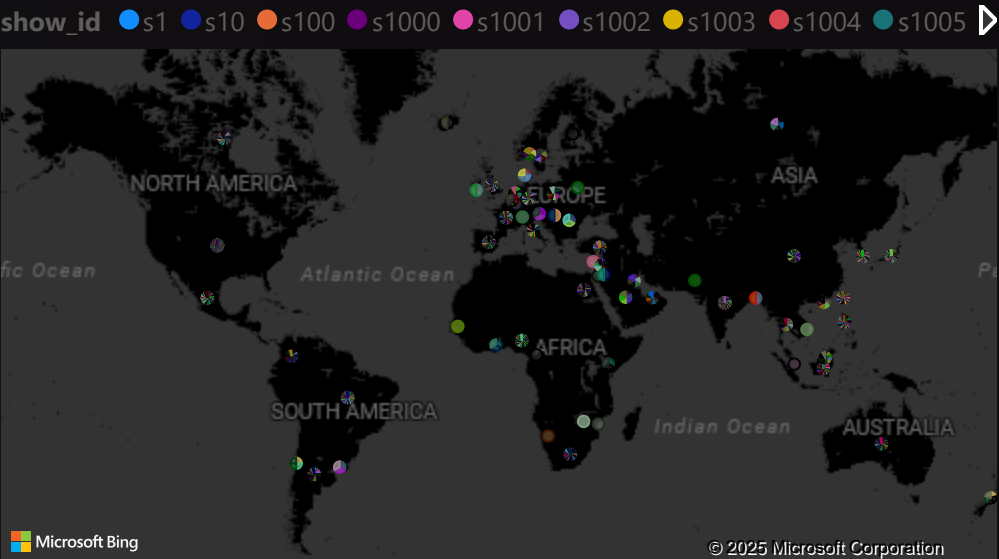 show_id s1 s10 s100 s1000 s1001 s1002 s1003 s1004 s1005
NORTH AMERICA
EUROPE
ASIA
fic Ocean
Atlantic Ocean
Pa
AFRICA
SOUTH AMERICA
Indian Ocean
AUSTRALIA
Microsoft Bing
© 2025 Microsoft Corporation